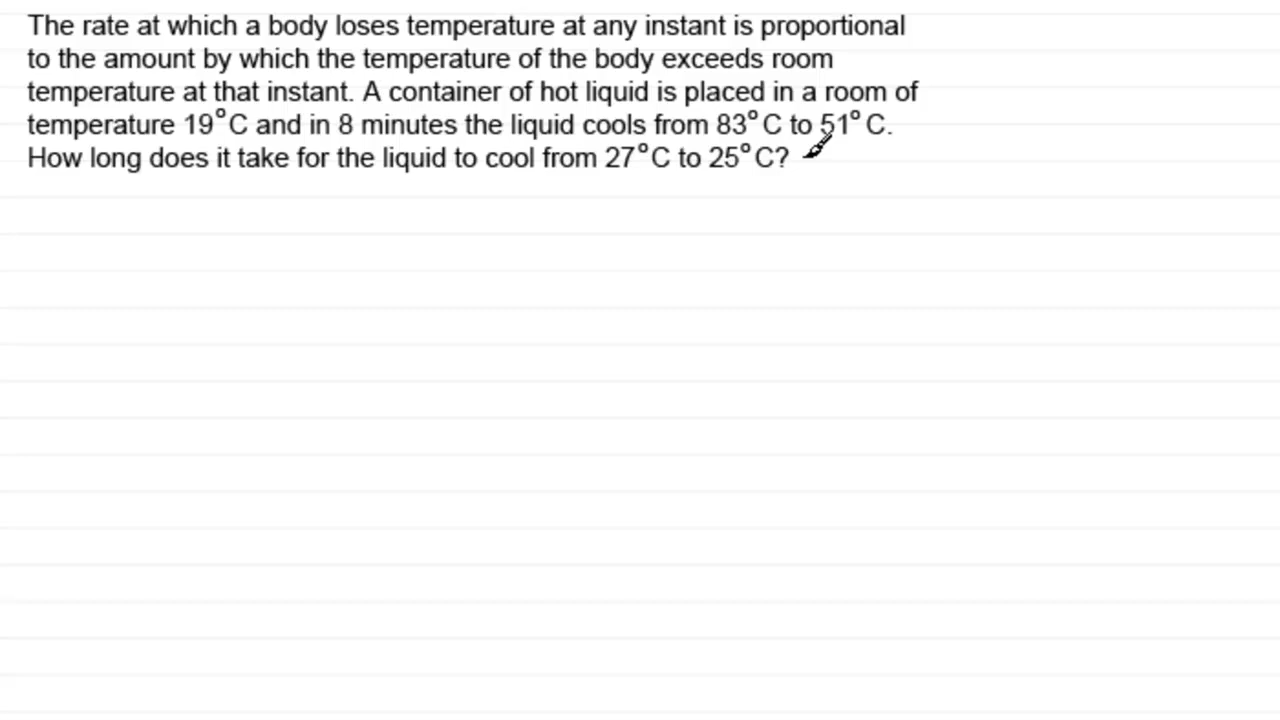 The rate at which a body loses temperature at any instant is proportional
to the amount by which the temperature of the body exceeds room
temperature at that instant. A container of hot liquid is placed in a room of
temperature 19°C and in 8 minutes the liquid cools from 83°C to 51°C.
How long does it take for the liquid to cool from 27°C to 25°C?